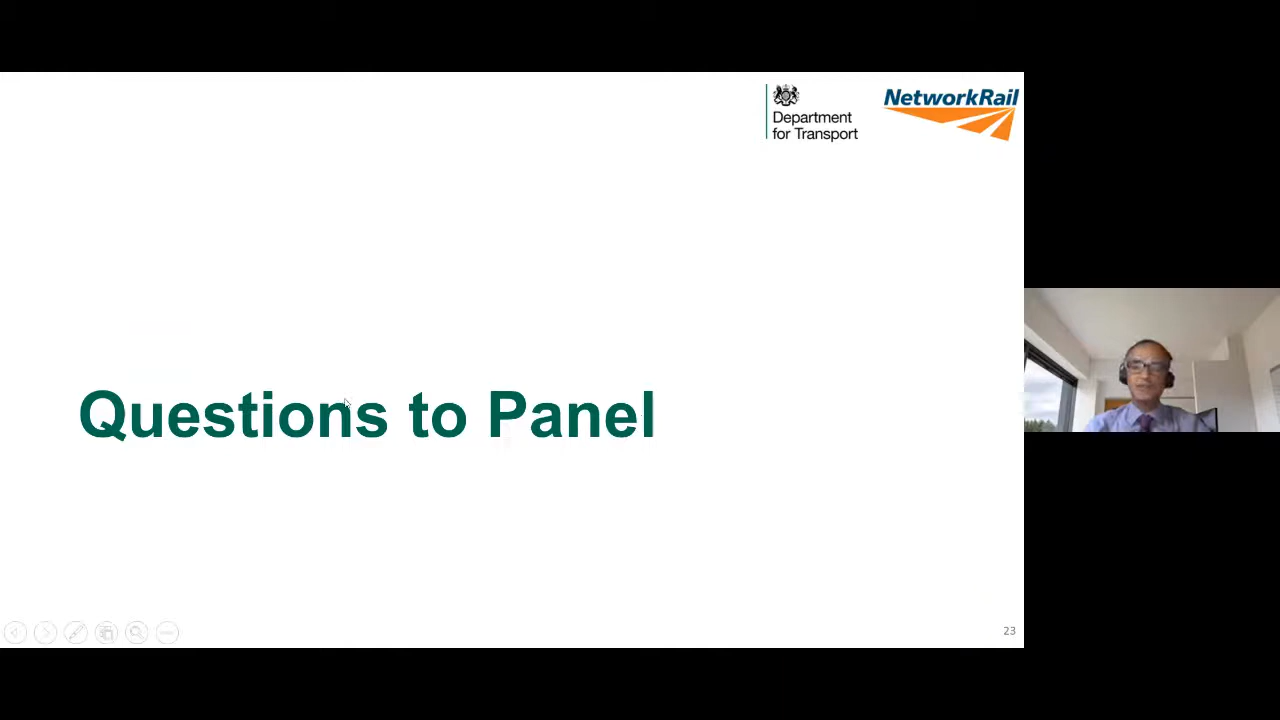 Department
for Transport
NetworkRail
Questions to Panel
23